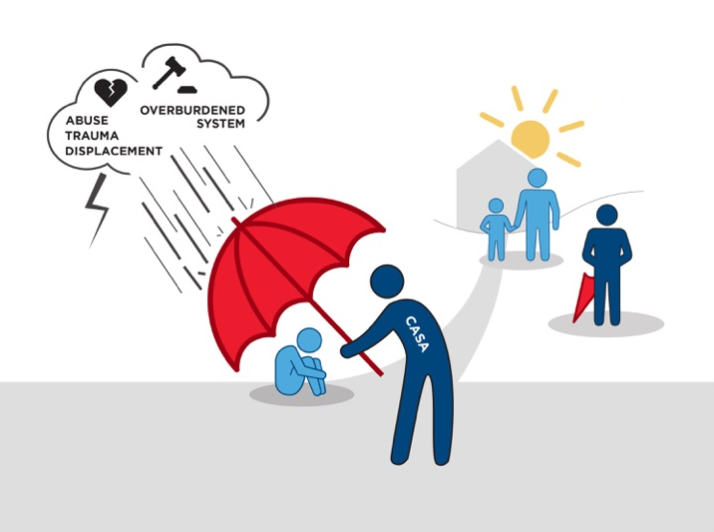 ABUSE
TRAUMA
DISPLACEMENT
OVERBURDENED
SYSTEM
CASA